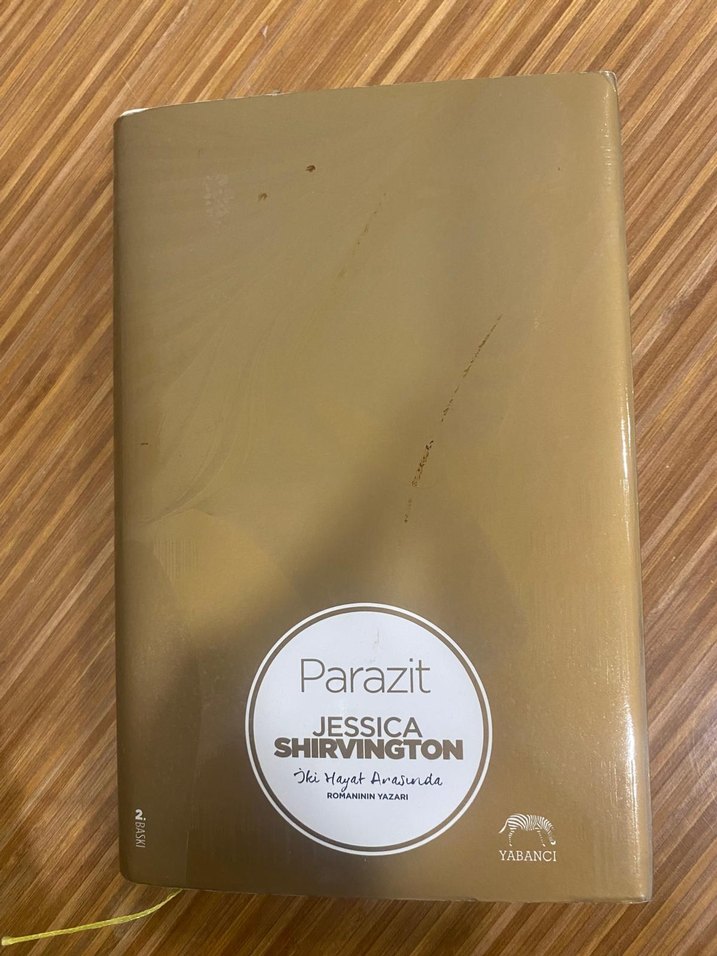 Parazit
JESSICA
SHIRVINGTON
İki Hayat Arasında
ROMANININ YAZARI
2. BASKI
YABANCI